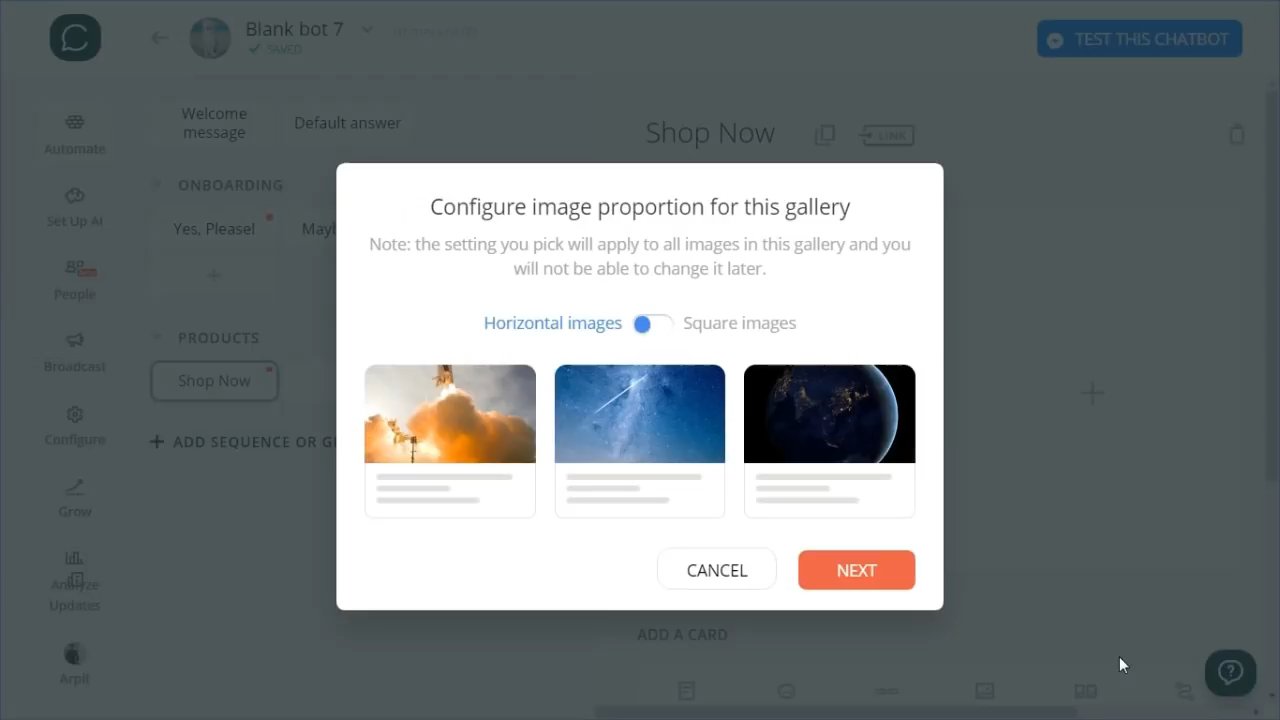 Blank bot 7
SAVED
TEST THIS CHATBOT
Automate
Set Up AI
People
Broadcast
Configure
Grow
Analyze
Updates
Arpit
Welcome
message
Default answer
ONBOARDING
Yes, Please!
PRODUCTS
Shop Now
+ ADD SEQUENCE OR
Shop Now
LINK
Configure image proportion for this gallery
Note: the setting you pick will apply to all images in this gallery and you
will not be able to change it later.
Horizontal images
Square images
CANCEL
NEXT
ADD A CARD